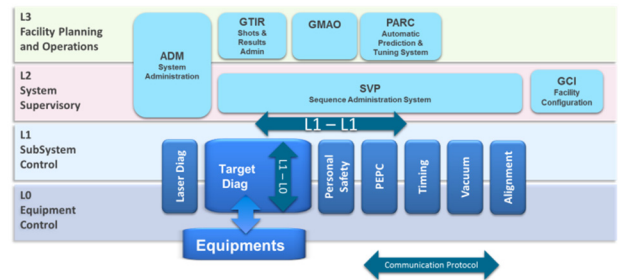 L3
Facility Planning
and Operations
ADM
System
Administration
GTIR
Shots &
Results
Admin
GMAO
PARC
Automatic
Prediction &
Tuning System
L2
System
Supervisory
SVP
Sequence Administration System
GCI
Facility
Configuration
L1 – L1
L1
SubSystem
Control
Laser Diag
Target
Diag
L1 – L0
Personal
Safety
PEPC
Timing
Vacuum
Alignment
L0
Equipment
Control
Equipments
Communication Protocol